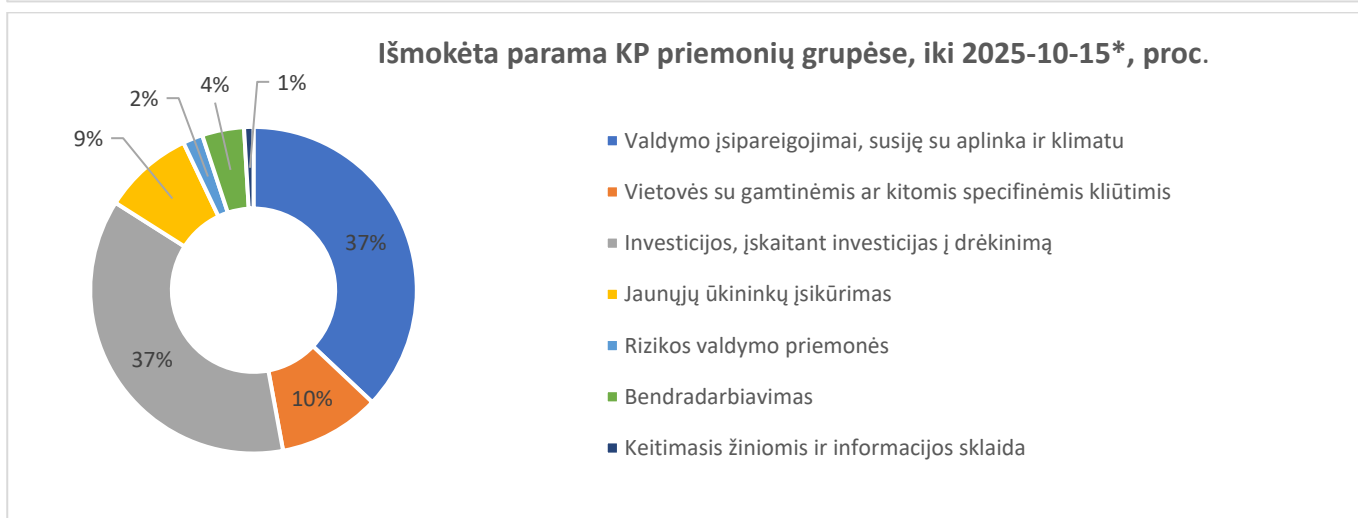 Išmokėta parama KP priemonių grupėse, iki 2025-10-15*, proc.
1%
4%
2%
9%
37%
10%
37%
Valdymo įsipareigojimai, susiję su aplinka ir klimatu
Vietovės su gamtinėmis ar kitomis specifinėmis kliūtimis
Investicijos, įskaitant investicijas į drėkinimą
Jaunųjų ūkininkų įsikūrimas
Rizikos valdymo priemonės
Bendradarbiavimas
Keitimasis žiniomis ir informacijos sklaida